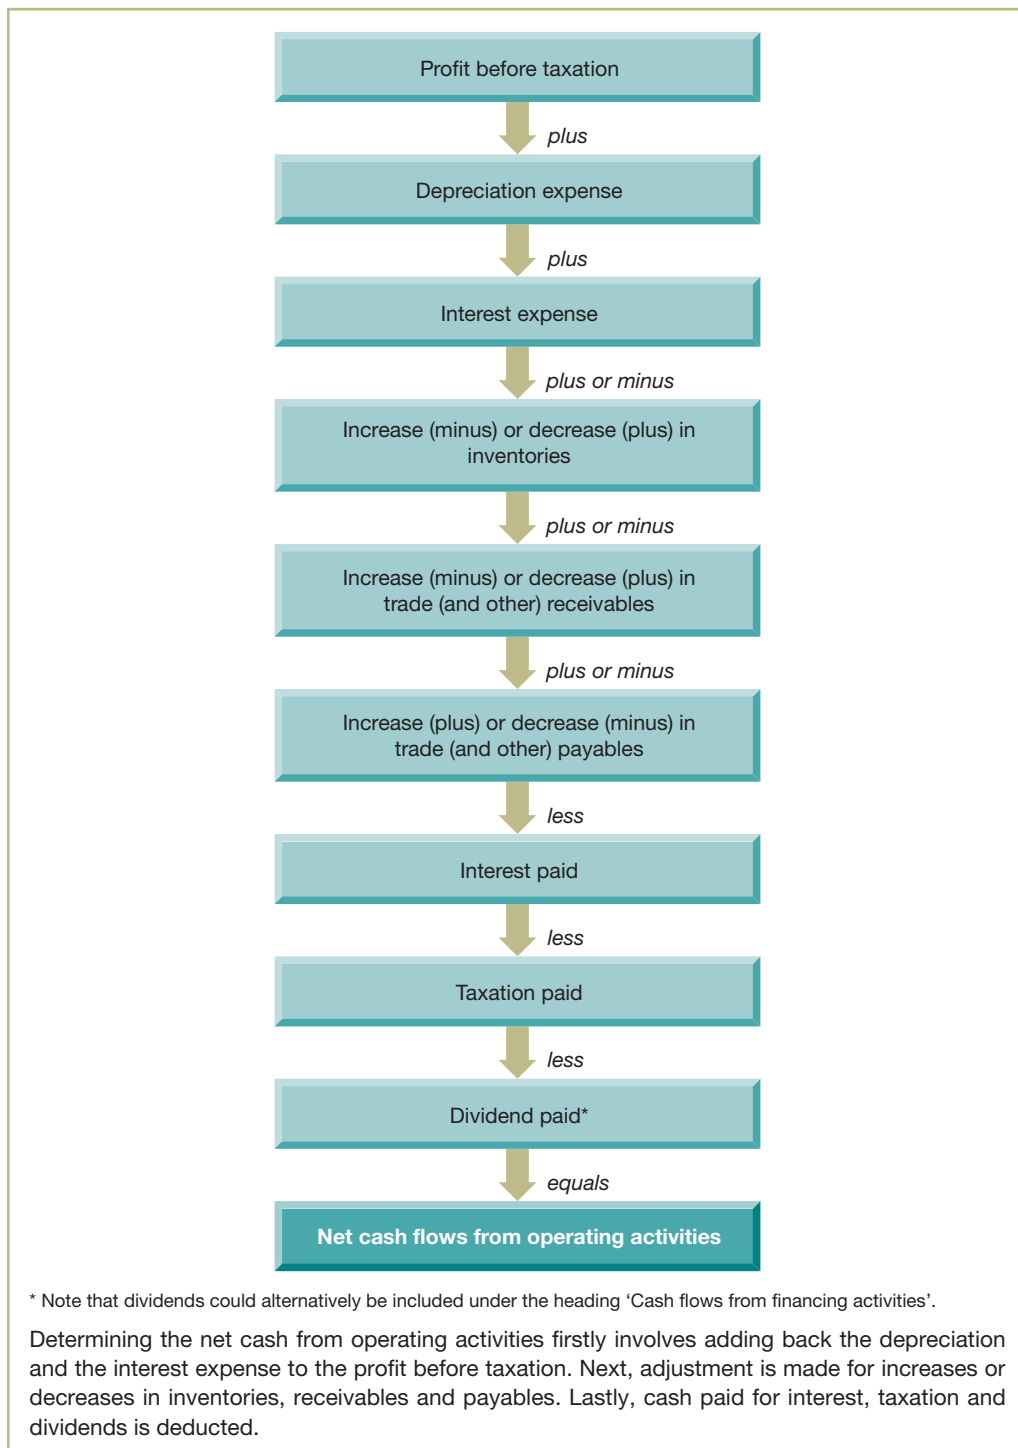 Profit before taxation
plus
Depreciation expense
plus
Interest expense
plus or minus
Increase (minus) or decrease (plus) in
inventories
plus or minus
Increase (minus) or decrease (plus) in
trade (and other) receivables
plus or minus
Increase (plus) or decrease (minus) in
trade (and other) payables
less
Interest paid
less
Taxation paid
less
Dividend paid*
equals
Net cash flows from operating activities
* Note that dividends could alternatively be included under the heading ‘Cash flows from financing activities’.
Determining the net cash from operating activities firstly involves adding back the depreciation
and the interest expense to the profit before taxation. Next, adjustment is made for increases or
decreases in inventories, receivables and payables. Lastly, cash paid for interest, taxation and
dividends is deducted.